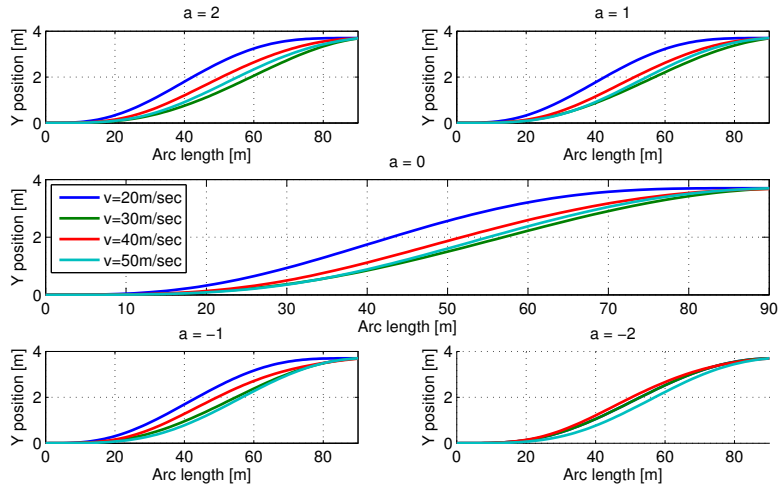 a = 2
a = 1
Y position [m]
4
2
0
0 20 40 60 80
Arc length [m]
Y position [m]
4
2
0
0 20 40 60 80
Arc length [m]
a = 0
Y position [m]
4
2
0
v=20m/sec
v=30m/sec
v=40m/sec
v=50m/sec
0 10 20 30 40 50 60 70 80 90
Arc length [m]
a = −1
a = −2
Y position [m]
4
2
0
0 20 40 60 80
Arc length [m]
Y position [m]
4
2
0
0 20 40 60 80
Arc length [m]